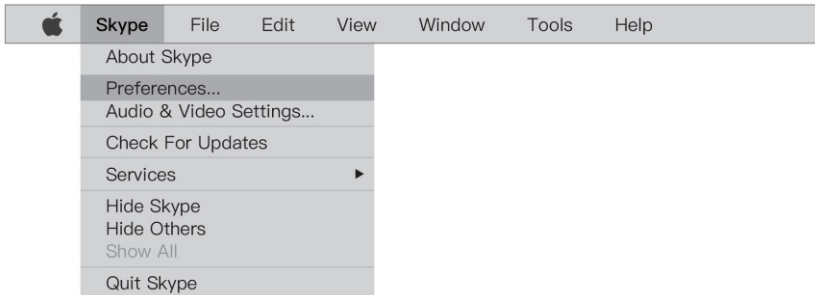 Skype File Edit View Window Tools Help
About Skype
Preferences...
Audio & Video Settings...
Check For Updates
Services
Hide Skype
Hide Others
Show All
Quit Skype